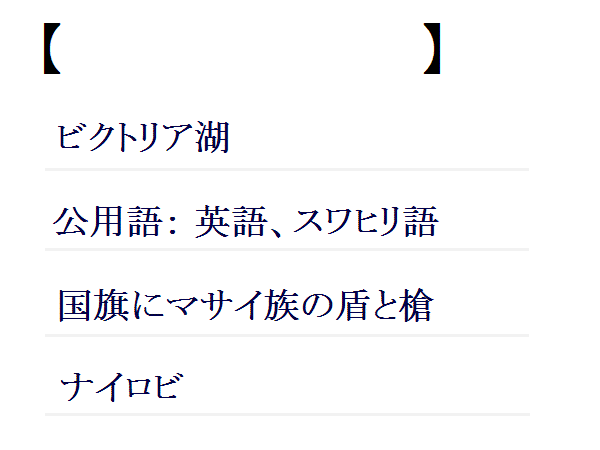 【　　　　　　　　　】
ビクトリア湖
公用語: 英語、スワヒリ語
国旗にマサイ族の盾と槍
ナイロビ